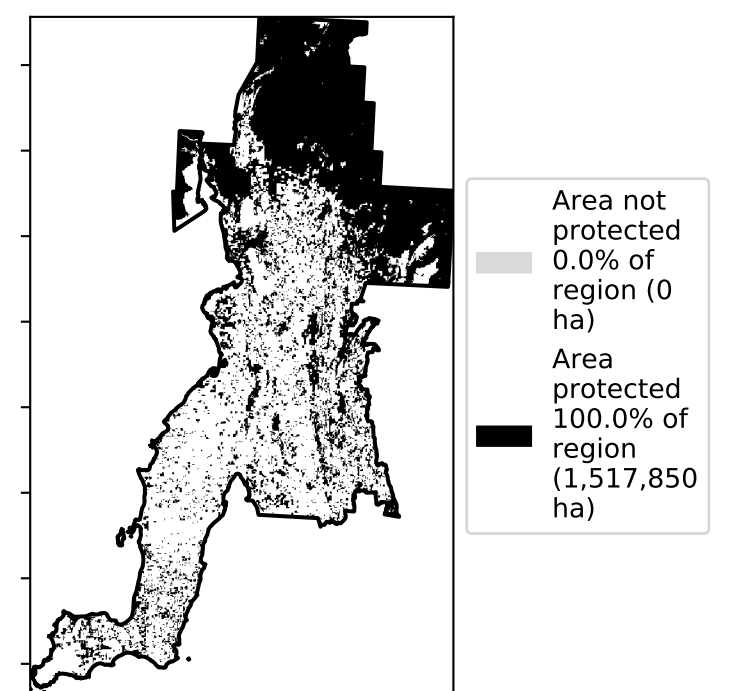 Area not
protected
0.0% of
region (0
ha)
Area
protected
100.0% of
region
(1,517,850
ha)